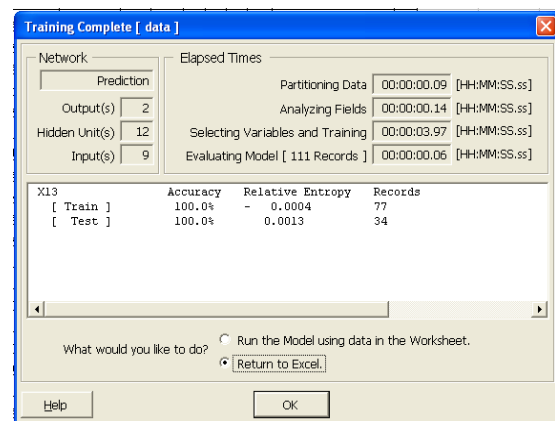 Training Complete [ data ]
Network
Prediction
Output(s) 2
Hidden Unit(s) 12
Input(s) 9
Elapsed Times
Partitioning Data 00:00:00.09 [HH:MM:SS.ss]
Analyzing Fields 00:00:00.14 [HH:MM:SS.ss]
Selecting Variables and Training 00:00:03.97 [HH:MM:SS.ss]
Evaluating Model [ 111 Records ] 00:00:00.06 [HH:MM:SS.ss]
X13 Accuracy Relative Entropy Records
[ Train ] 100.0% - 0.0004 77
[ Test ] 100.0% 0.0013 34
What would you like to do?
Run the Model using data in the Worksheet.
Return to Excel.
Help OK